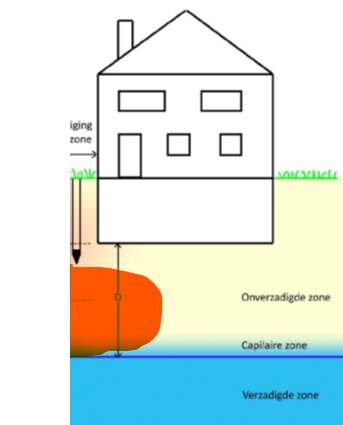 iging
zone
D
Onverzadigde zone
Capilaire zone
Verzadigde zone